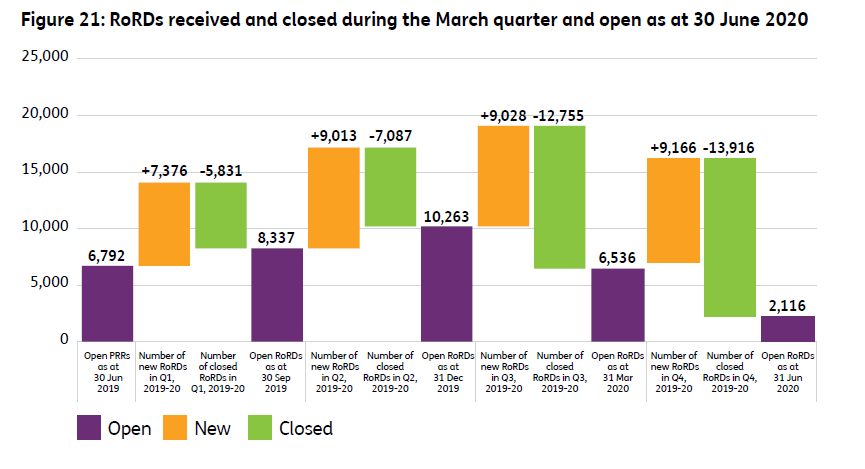 Figure 21: RoRDs received and closed during the March quarter and open as at 30 June 2020
25,000
20,000
15,000
10,000
5,000
0
6,792
+7,376
-5,831
8,337
+9,013
-7,087
10,263
+9,028
-12,755
6,536
+9,166
-13,916
2,116
Open PRRs
as at
30 Jun
2019
Number of
new RoRDs
in Q1,
2019-20
Number
of closed
RoRDs in
Q1, 2019-20
Open RoRDs
as at
30 Sep
2019
Number of
new RoRDs
in Q2,
2019-20
Number of
closed
RoRDs in Q2,
2019-20
Open RoRDs
as at
31 Dec
2019
Number of
new RoRDs
in Q3,
2019-20
Number of
closed
RoRDs in Q3,
2019-20
Open RoRDs
as at
31 Mar
2020
Number of
new RoRDs
in Q4,
2019-20
Number of
closed
RoRDs in Q4,
2019-20
Open RoRDs
as at
31 Jun
2020
Open
New
Closed